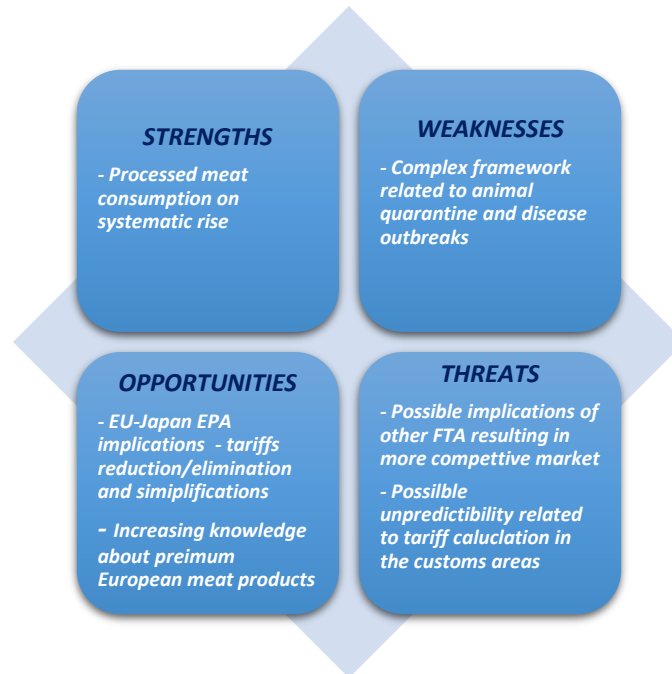 STRENGTHS
- Processed meat
consumption on
systematic rise
WEAKNESSES
- Complex framework
related to animal
quarantine and disease
outbreaks
OPPORTUNITIES
- EU-Japan EPA
implications - tariffs
reduction/elimination
and simiplifications
- Increasing knowledge
about preimum
European meat products
THREATS
- Possible implications of
other FTA resulting in
more compettive market
- Possilble
unpredictibility related
to tariff caluclation in
the customs areas